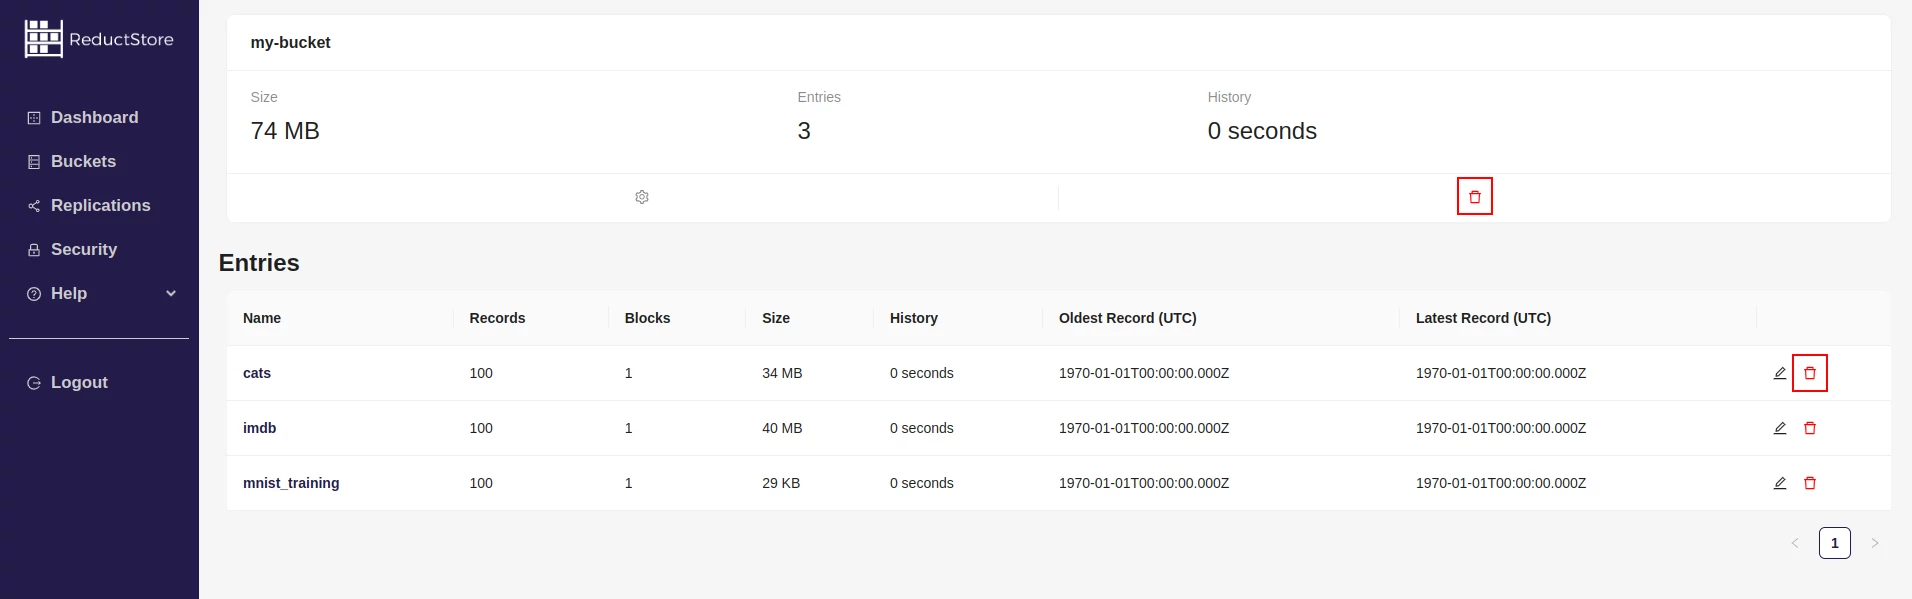 ReductStore
Dashboard
Buckets
Replications
Security
Help
Logout
my-bucket
Size Entries History
74 MB 3 0 seconds
Entries
Name Records Blocks Size History Oldest Record (UTC) Latest Record (UTC)
cats 100 1 34 MB 0 seconds 1970-01-01T00:00:00.000Z 1970-01-01T00:00:00.000Z
imdb 100 1 40 MB 0 seconds 1970-01-01T00:00:00.000Z 1970-01-01T00:00:00.000Z
mnist_training 100 1 29 KB 0 seconds 1970-01-01T00:00:00.000Z 1970-01-01T00:00:00.000Z
1